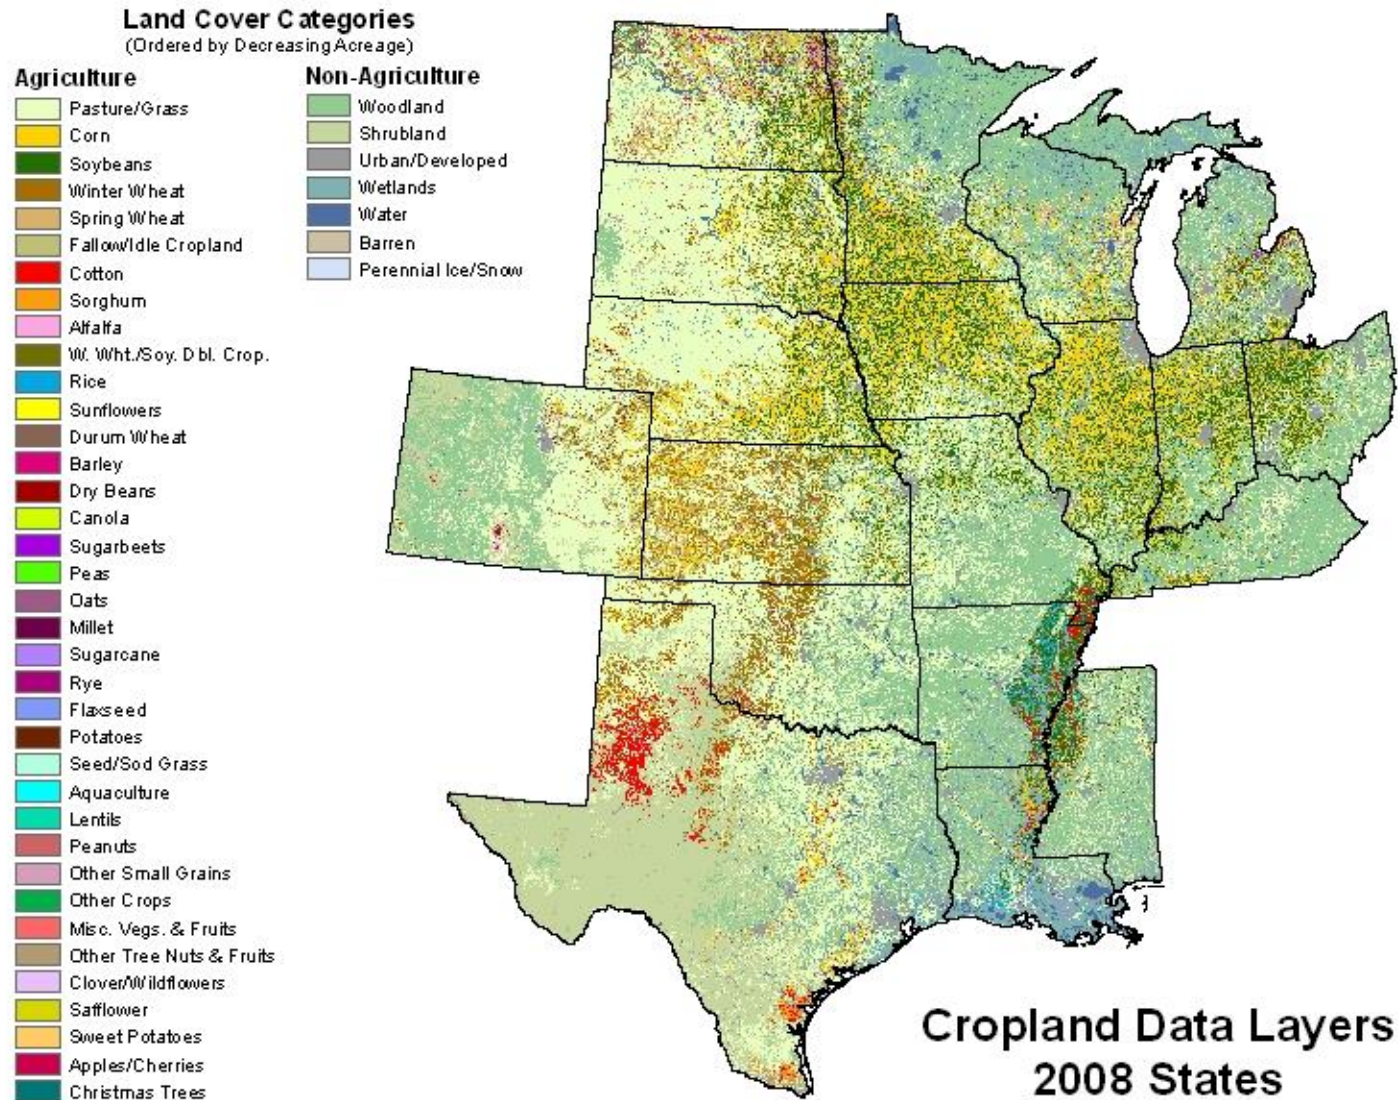 Land Cover Categories
(Ordered by Decreasing Acreage)
Agriculture
Pasture/Grass
Corn
Soybeans
Winter Wheat
Spring Wheat
Fallow/Idle Cropland
Cotton
Sorghum
Alfalfa
W. Wht./Soy. Dbl. Crop.
Rice
Sunflowers
Durum Wheat
Barley
Dry Beans
Canola
Sugarbeets
Peas
Oats
Millet
Sugarcane
Rye
Flaxseed
Potatoes
Seed/Sod Grass
Aquaculture
Lentils
Peanuts
Other Small Grains
Other Crops
Misc. Vegs. & Fruits
Other Tree Nuts & Fruits
Clover/Wildflowers
Safflower
Sweet Potatoes
Apples/Cherries
Christmas Trees
Non-Agriculture
Woodland
Shrubland
Urban/Developed
Wetlands
Water
Barren
Perennial Ice/Snow
Cropland Data Layers
2008 States